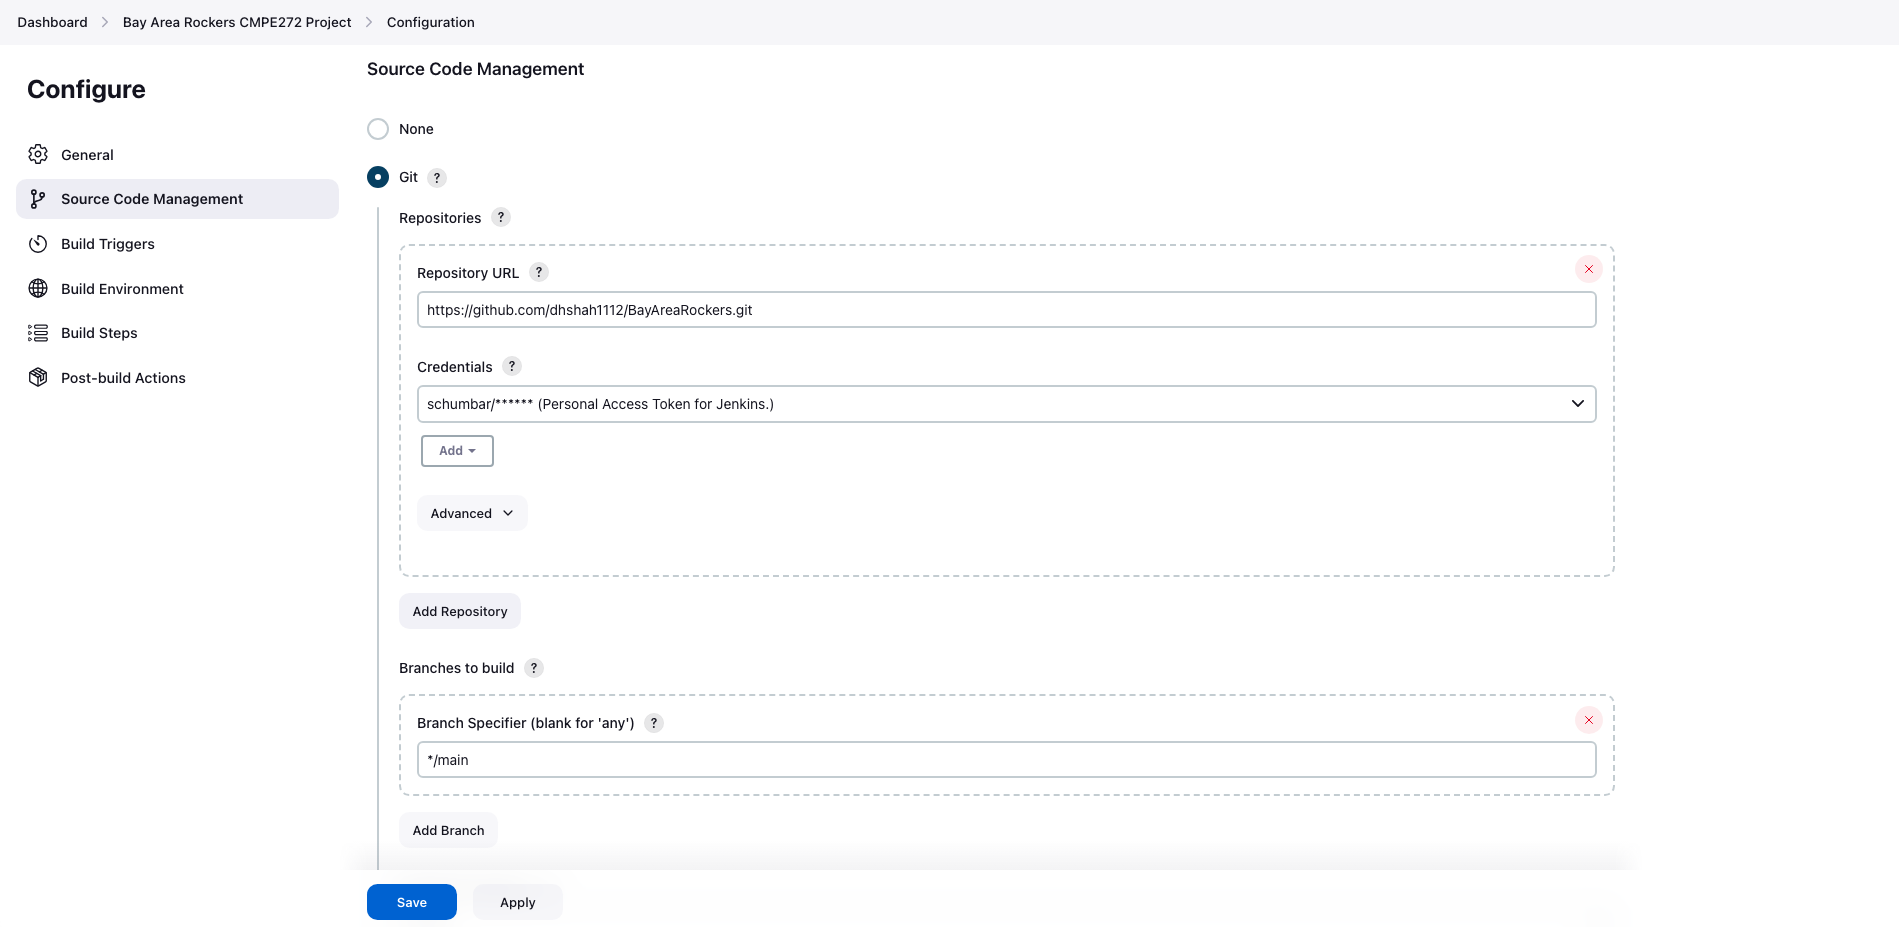 Dashboard > Bay Area Rockers CMPE272 Project > Configuration
Configure
General
Source Code Management
Build Triggers
Build Environment
Build Steps
Post-build Actions
Source Code Management
None
Git ?
Repositories ?
Repository URL ?
https://github.com/dhshah1112/BayAreaRockers.git
Credentials ?
schumbar/****** (Personal Access Token for Jenkins.)
Add
Advanced
Add Repository
Branches to build ?
Branch Specifier (blank for 'any') ?
*/main
Add Branch
Save Apply